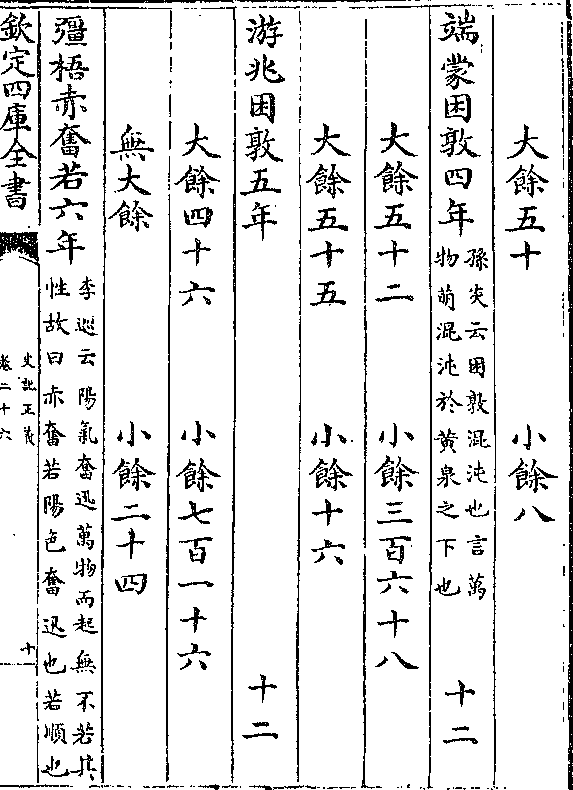 大餘五十　小餘八
端蒙困敦四年　孫炎云困敦混沌也言萬物萌混沌於黄泉之下也　十二
大餘五十二　小餘三百六十八
大餘五十五　小餘十六
游兆困敦五年　十二
大餘四十六　小餘七百一十六
無大餘　小餘二十四
彊梧赤奮若六年　李廵云陽氣奮迅萬物而起無不若其性故曰赤奮若陽色奮迅也若順也
欽定四庫全書　史記正義卷二十六　十